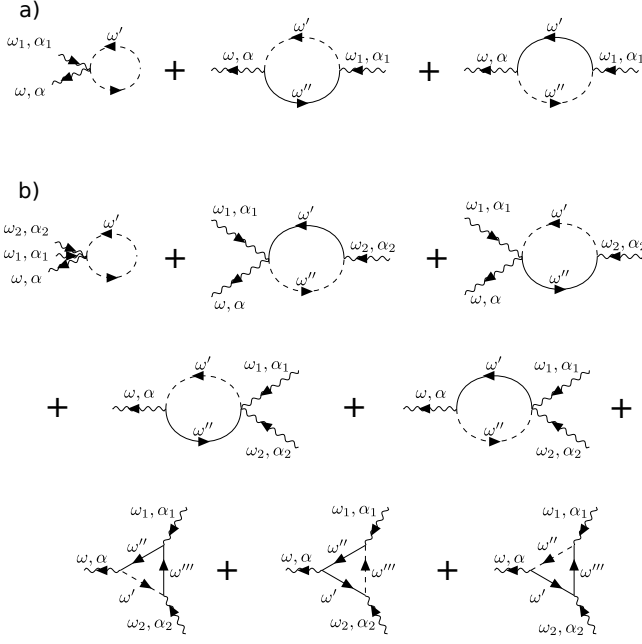 a)
ω₁, α₁ ω, α ω′ + ω, α ω′ ω″ ω₁, α₁ + ω, α ω′ ω″ ω₁, α₁
b)
ω₂, α₂ ω₁, α₁ ω, α ω′ + ω₁, α₁ ω, α ω′ ω″ ω₂, α₂ + ω₁, α₁ ω, α ω′ ω″ ω₂, α₂
+ ω, α ω′ ω″ ω₁, α₁ ω₂, α₂ + ω, α ω′ ω″ ω₁, α₁ ω₂, α₂ +
ω, α ω″ ω′ ω‴ ω₁, α₁ ω₂, α₂ + ω, α ω″ ω′ ω‴ ω₁, α₁ ω₂, α₂ + ω, α ω″ ω′ ω‴ ω₁, α₁ ω₂, α₂